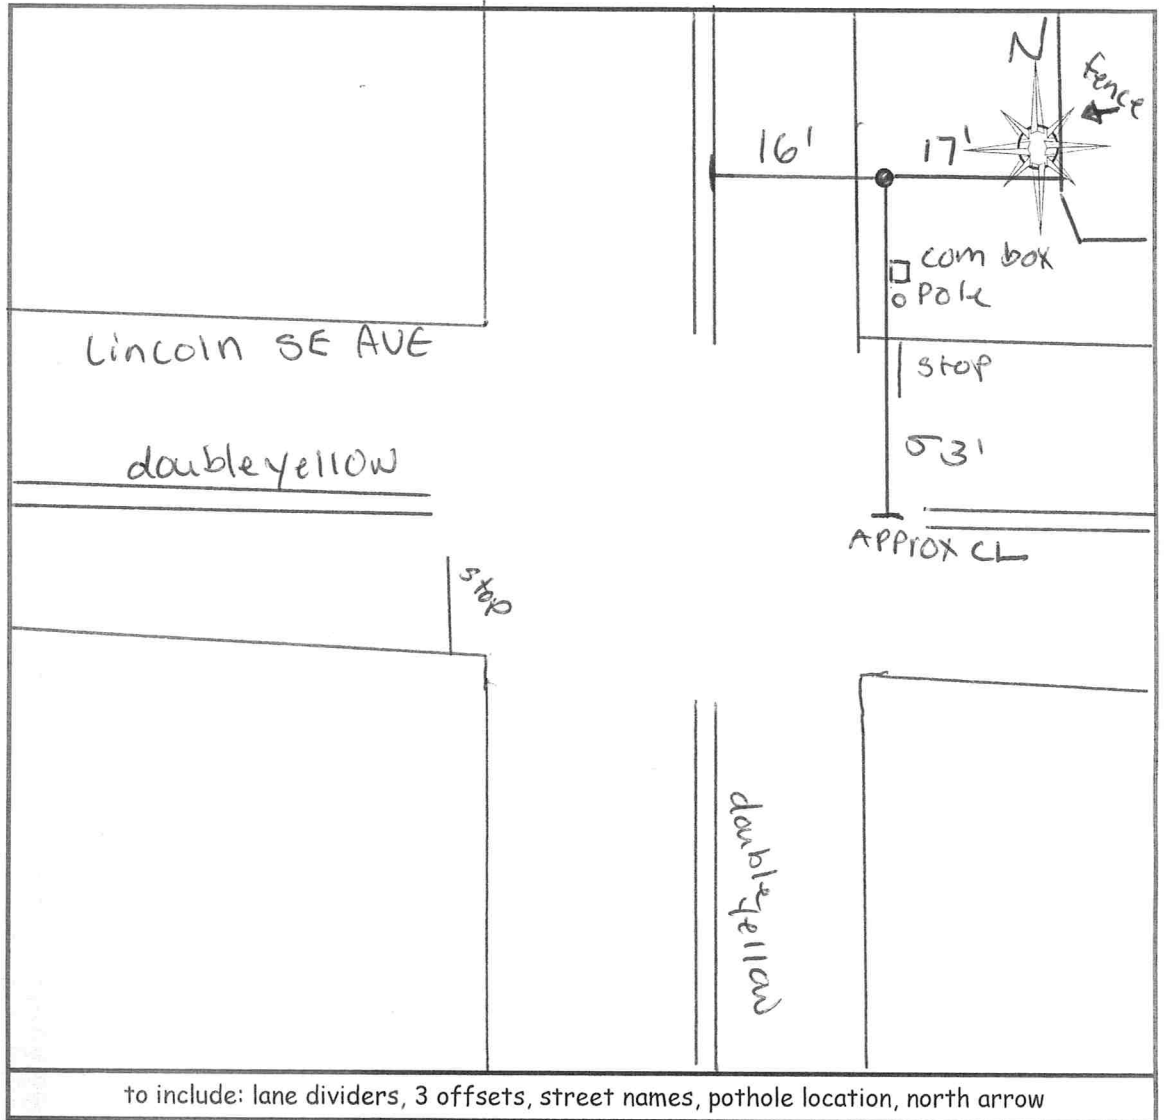 N
fence
16'
17'
com box
pole
Lincoln SE AVE
stop
doubleyellow
53'
APProx CL
stop
doubleyellow
to include: lane dividers, 3 offsets, street names, pothole location, north arrow